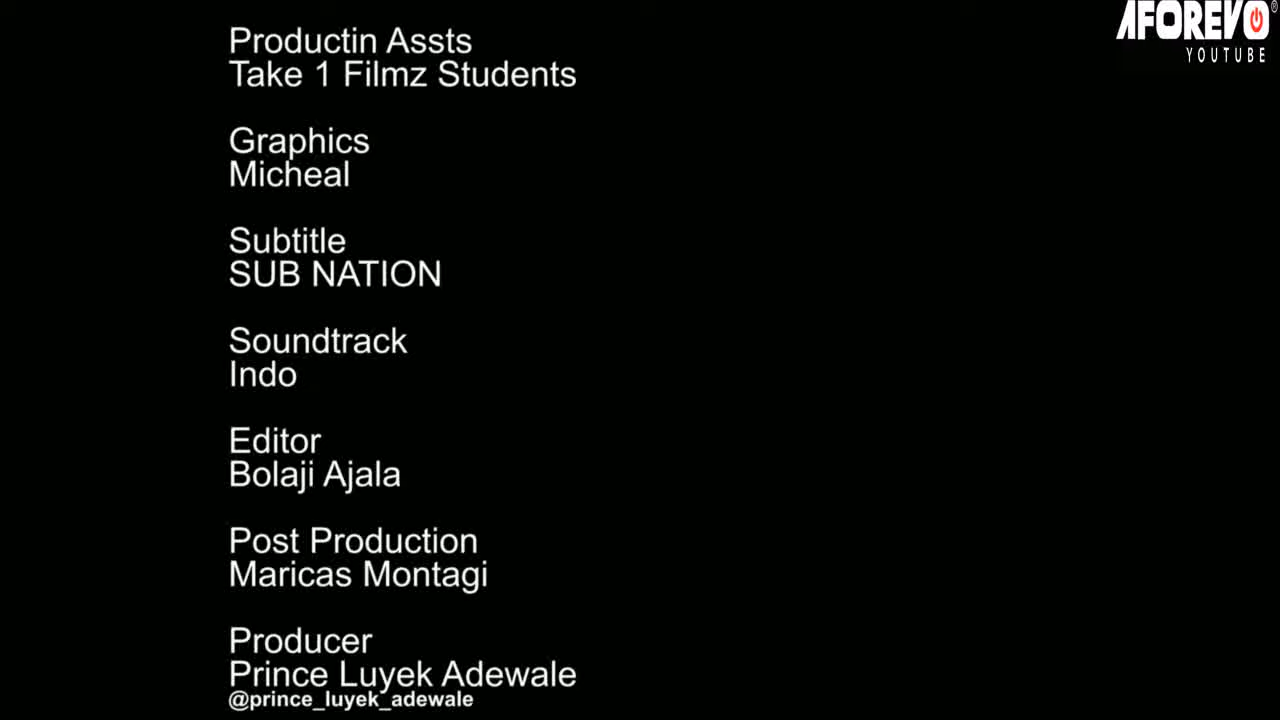 AFOREVO®
YOUTUBE
Productin Assts
Take 1 Filmz Students
Graphics
Micheal
Subtitle
SUB NATION
Soundtrack
Indo
Editor
Bolaji Ajala
Post Production
Maricas Montagi
Producer
Prince Luyek Adewale
@prince_luyek_adewale